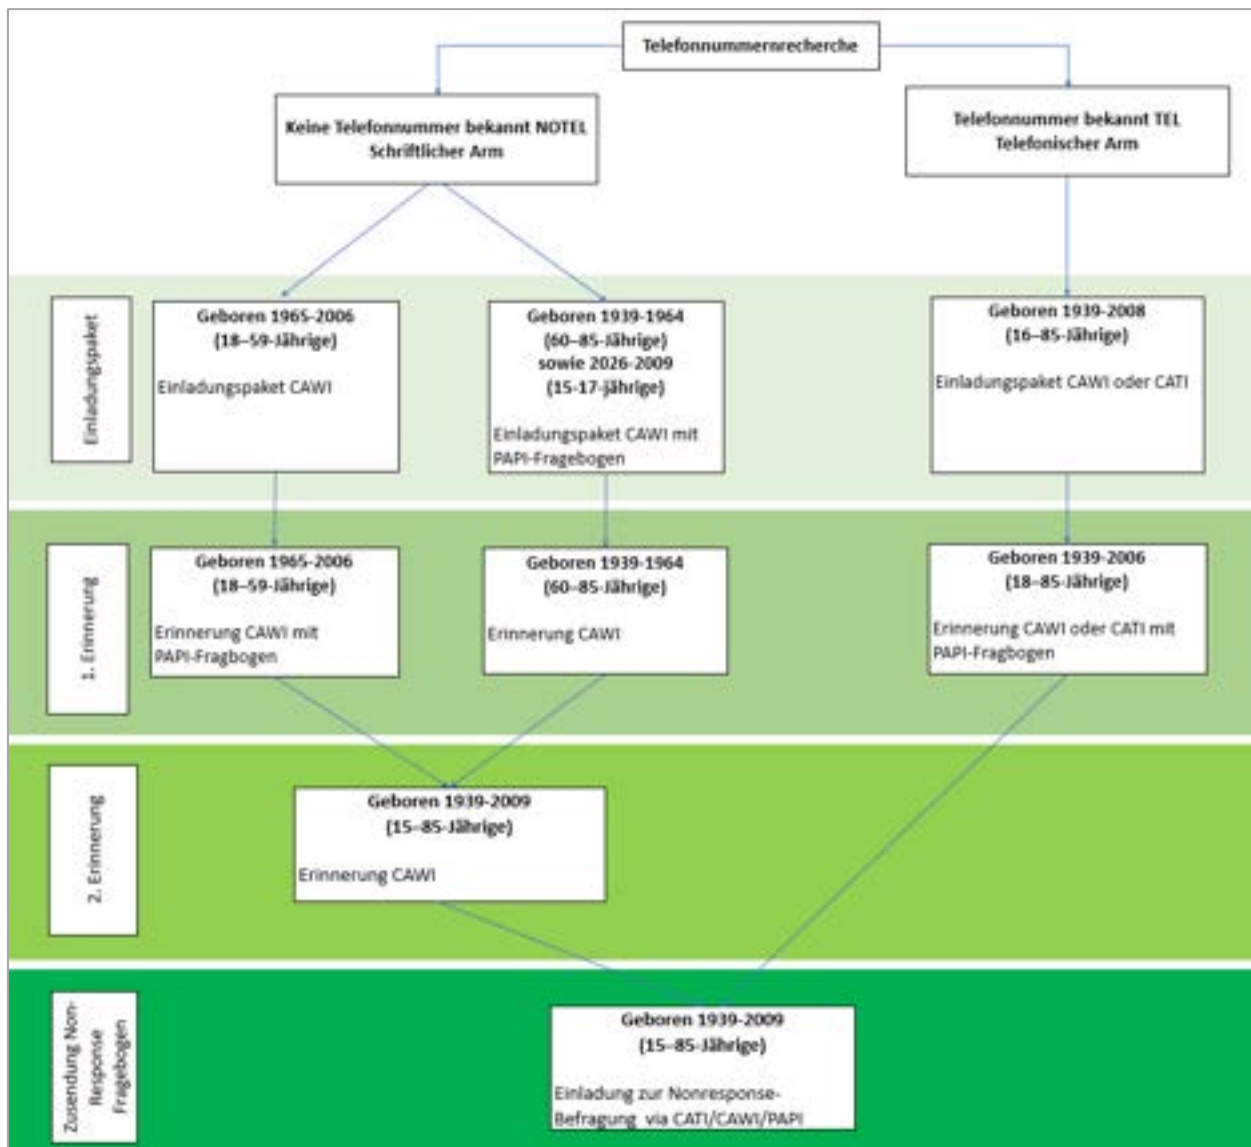 Telefonnummernrecherche
Keine Telefonnummer bekannt NOTEL
Schriftlicher Arm
Telefonnummer bekannt TEL
Telefonischer Arm
Einladungspaket
Geboren 1965-2006
(18–59-Jährige)
Einladungspaket CAWI
Geboren 1939-1964
(60–85-Jährige)
sowie 2026-2009
(15-17-jährige)
Einladungspaket CAWI mit
PAPI-Fragebogen
Geboren 1939-2008
(16–85-Jährige)
Einladungspaket CAWI oder CATI
1. Erinnerung
Geboren 1965-2006
(18–59-Jährige)
Erinnerung CAWI mit
PAPI-Fragbogen
Geboren 1939-1964
(60–85-Jährige)
Erinnerung CAWI
Geboren 1939-2006
(18–85-Jährige)
Erinnerung CAWI oder CATI mit
PAPI-Fragbogen
2. Erinnerung
Geboren 1939-2009
(15–85-Jährige)
Erinnerung CAWI
Zusendung Non-
Response
Fragebogen
Geboren 1939-2009
(15–85-Jährige)
Einladung zur Nonresponse-
Befragung via CATI/CAWI/PAPI